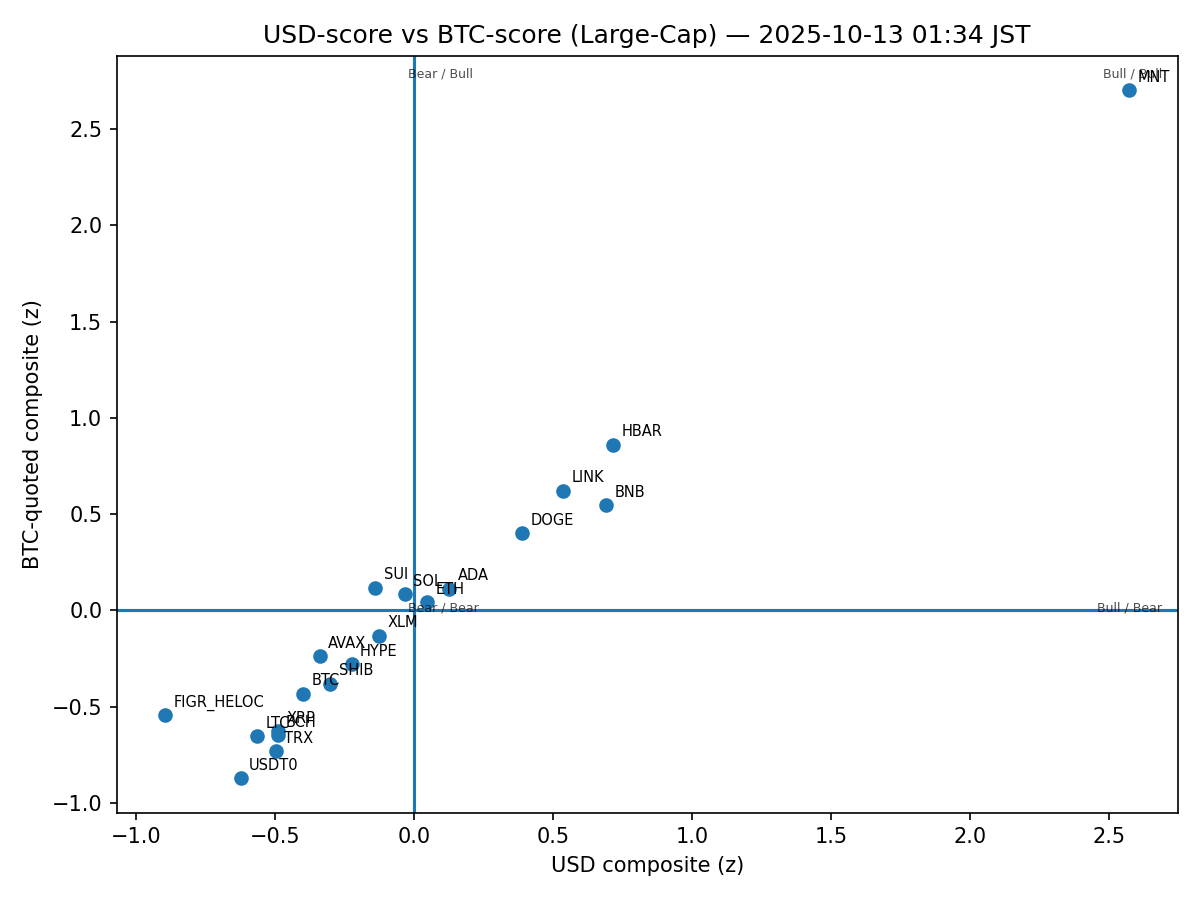 USD-score vs BTC-score (Large-Cap) — 2025-10-13 01:34 JST
Bear / Bull
Bull / Bull
MNT
2.5
2.0
1.5
1.0
0.5
0.0
−0.5
−1.0
BTC-quoted composite (z)
HBAR
LINK
BNB
DOGE
SUI
SOL
ETH
ADA
Bear / Bear
Bull / Bear
XLM
AVAX
HYPE
SHIB
BTC
FIGR_HELOC
XRP
LTC
BCH
TRX
USDT0
−1.0
−0.5
0.0
0.5
1.0
1.5
2.0
2.5
USD composite (z)